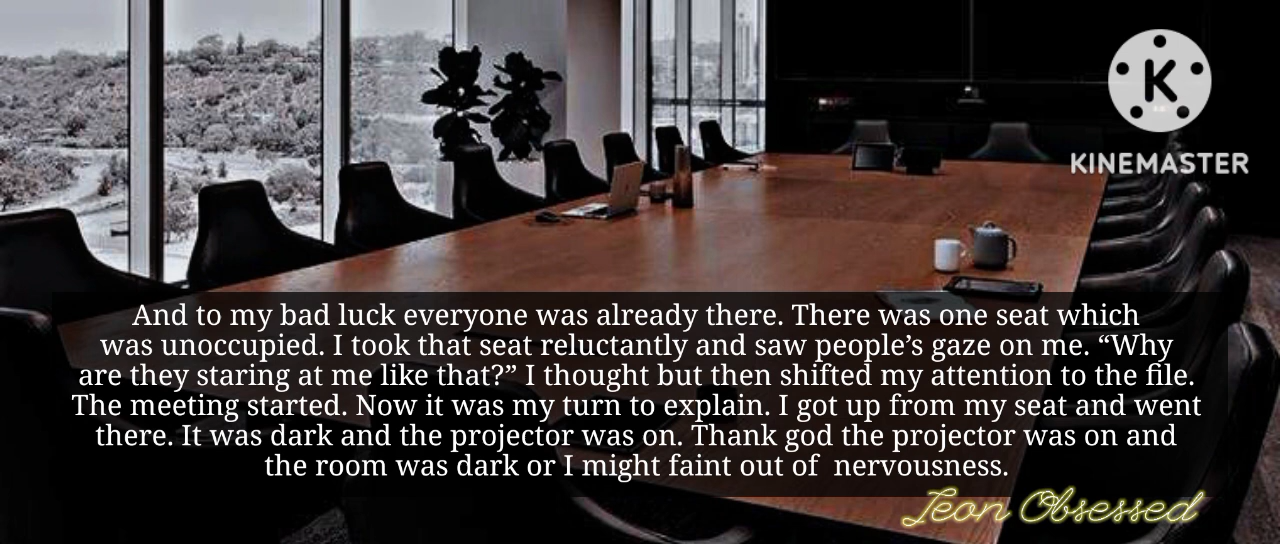 K
KINEMASTER
And to my bad luck everyone was already there. There was one seat which
was unoccupied. I took that seat reluctantly and saw people’s gaze on me. “Why
are they staring at me like that?” I thought but then shifted my attention to the file.
The meeting started. Now it was my turn to explain. I got up from my seat and went
there. It was dark and the projector was on. Thank god the projector was on and
the room was dark or I might faint out of  nervousness.
Leon Obsessed